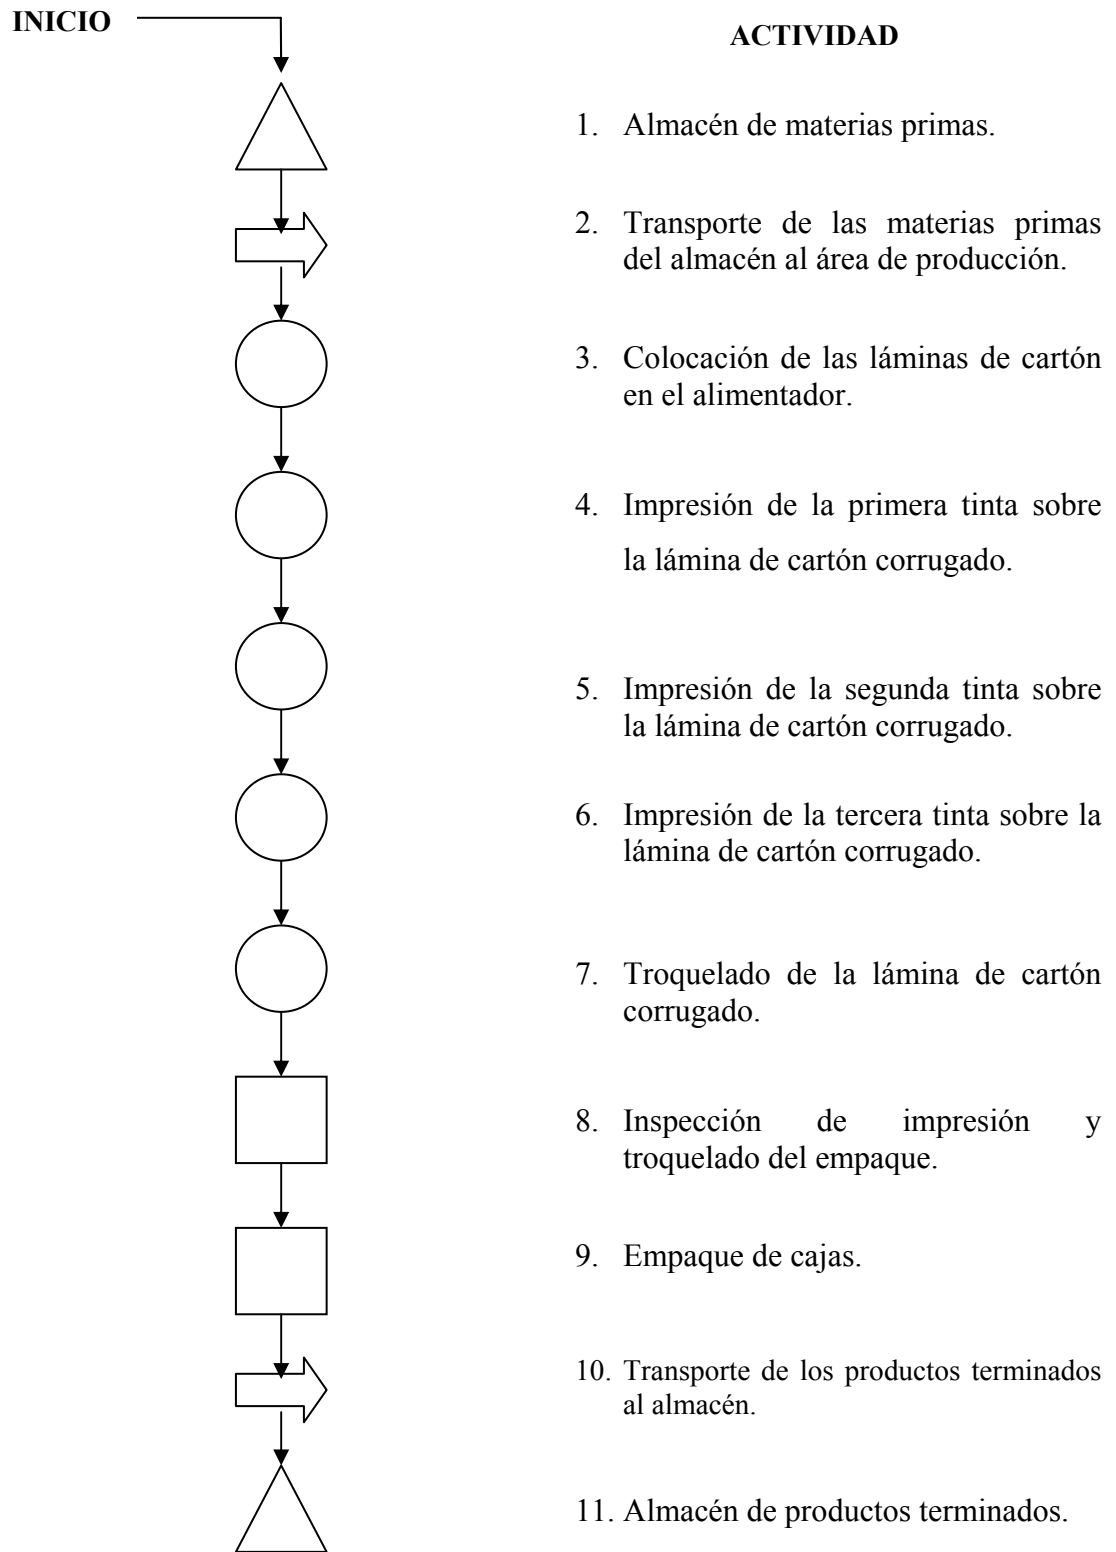 INICIO
ACTIVIDAD
1. Almacén de materias primas.
2. Transporte de las materias primas
del almacén al área de producción.
3. Colocación de las láminas de cartón
en el alimentador.
4. Impresión de la primera tinta sobre
la lámina de cartón corrugado.
5. Impresión de la segunda tinta sobre
la lámina de cartón corrugado.
6. Impresión de la tercera tinta sobre la
lámina de cartón corrugado.
7. Troquelado de la lámina de cartón
corrugado.
8. Inspección de impresión y
troquelado del empaque.
9. Empaque de cajas.
10. Transporte de los productos terminados
al almacén.
11. Almacén de productos terminados.